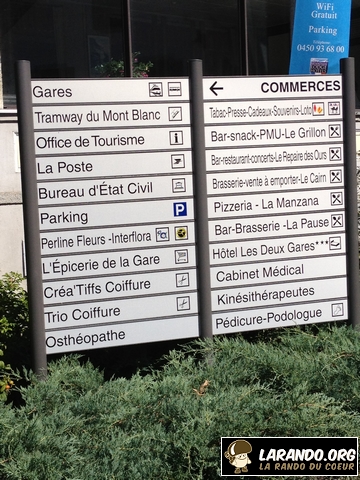 WiFi
Gratuit
Parking
Téléphone
0450 93 68 00
Gares
Tramway du Mont Blanc
Office de Tourisme
i
La Poste
Bureau d'État Civil
Parking
P
Perline Fleurs -Interflora
L'Épicerie de la Gare
Créa'Tiffs Coiffure
Trio Coiffure
Osthéopathe
← COMMERCES
Tabac-Presse-Cadeaux-Souvenirs-Loto
Bar-snack-PMU-Le Grillon
Bar-restaurant-concerts-Le Repaire des Ours
Brasserie-vente à emporter-Le Cairn
Pizzeria - La Manzana
Bar-Brasserie -La Pause
Hôtel Les Deux Gares***
Cabinet Médical
Kinésithérapeutes
Pédicure-Podologue
LARANDO.ORG
LA RANDO DU COEUR